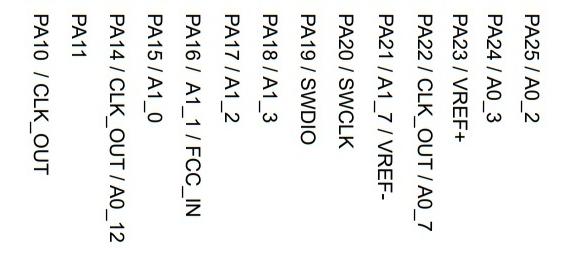 PA25 / A0_2
PA24 / A0_3
PA23 / VREF+
PA22 / CLK_OUT / A0_7
PA21 / A1_7 / VREF-
PA20 / SWCLK
PA19 / SWDIO
PA18 / A1_3
PA17 / A1_2
PA16 / A1_1 / FCC_IN
PA15 / A1_0
PA14 / CLK_OUT / A0_12
PA11
PA10 / CLK_OUT